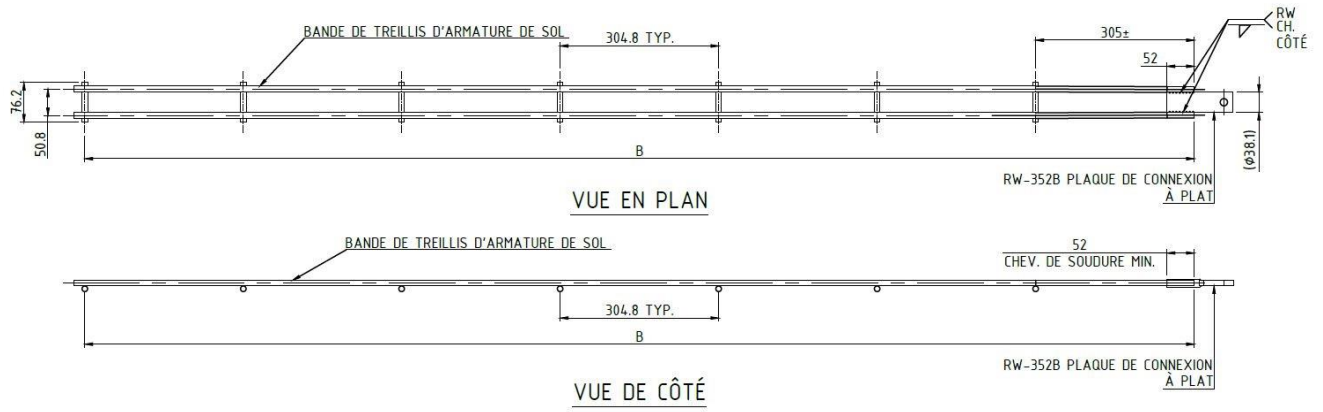 BANDE DE TREILLIS D'ARMATURE DE SOL
304.8 TYP.
305±
52
RW
CH.
CÔTÉ
76.2
50.8
B
(ø38.1)
RW-352B PLAQUE DE CONNEXION
À PLAT
VUE EN PLAN
BANDE DE TREILLIS D'ARMATURE DE SOL
52
CHEV. DE SOUDURE MIN.
304.8 TYP.
B
RW-352B PLAQUE DE CONNEXION
À PLAT
VUE DE CÔTÉ